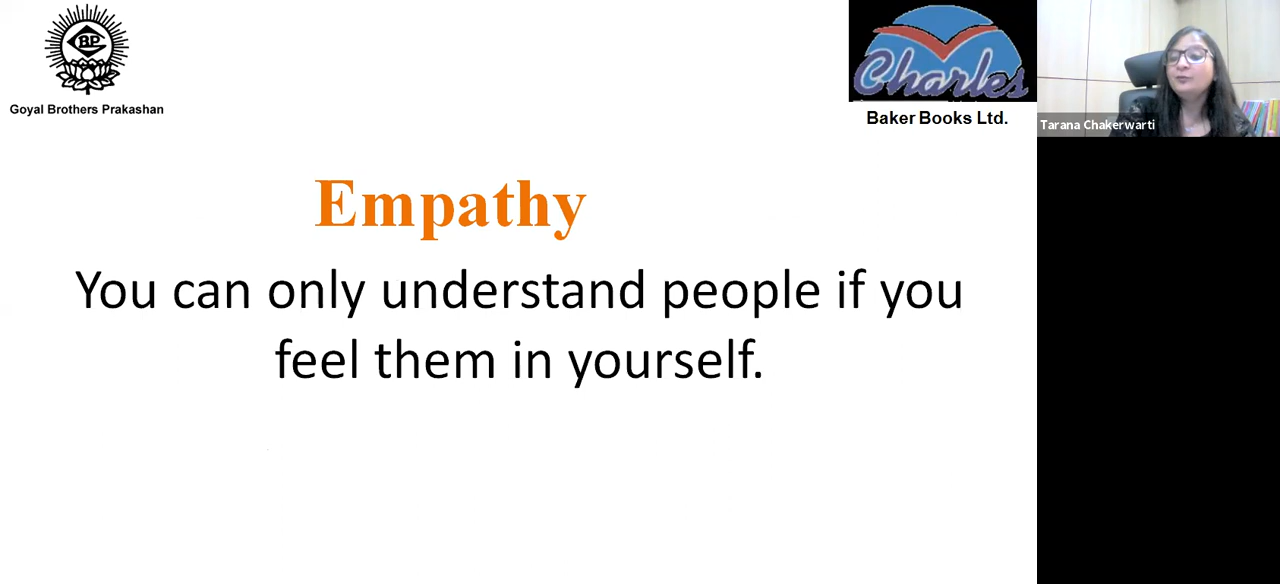 GBP
Goyal Brothers Prakashan
Charles
Baker Books Ltd.
Tarana Chakerwarti
Empathy
You can only understand people if you
feel them in yourself.